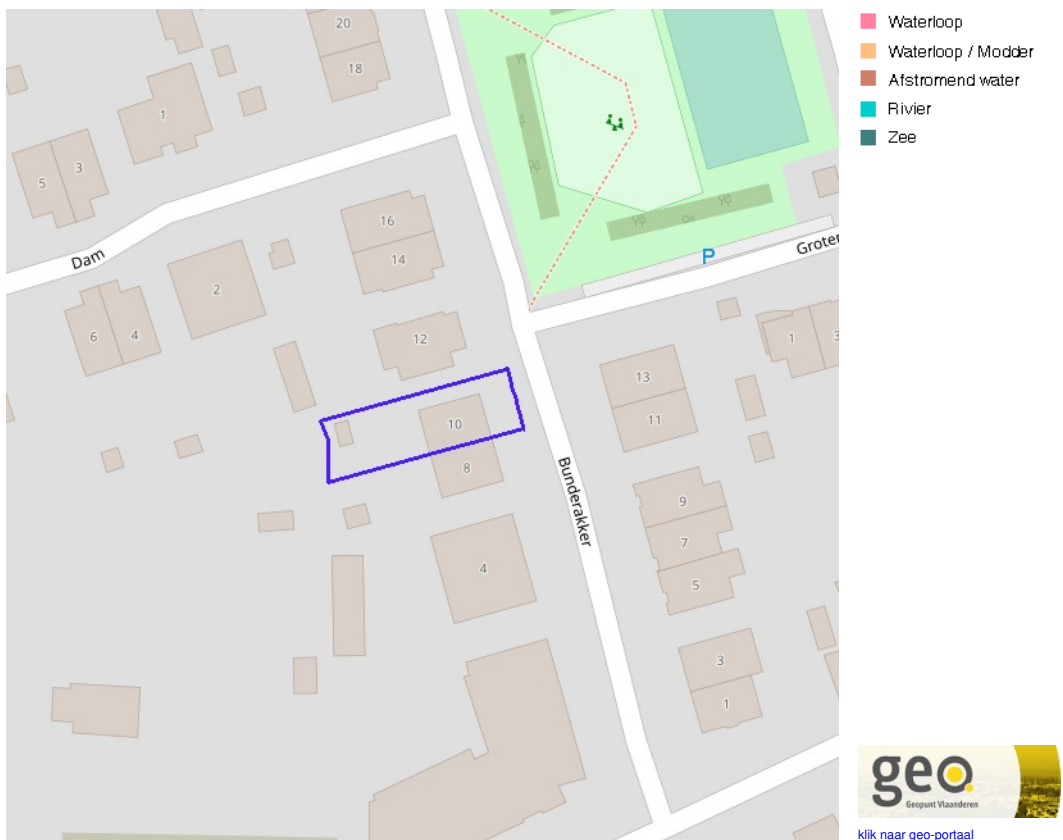 20
18
1
3
5
Dam
2
6
4
16
14
12
10
8
4
P
Groter
Bunderakker
13
11
9
7
5
3
1
1
3
Waterloop
Waterloop / Modder
Afstromend water
Rivier
Zee
geo.
Geopunt Vlaanderen
klik naar geo-portaal